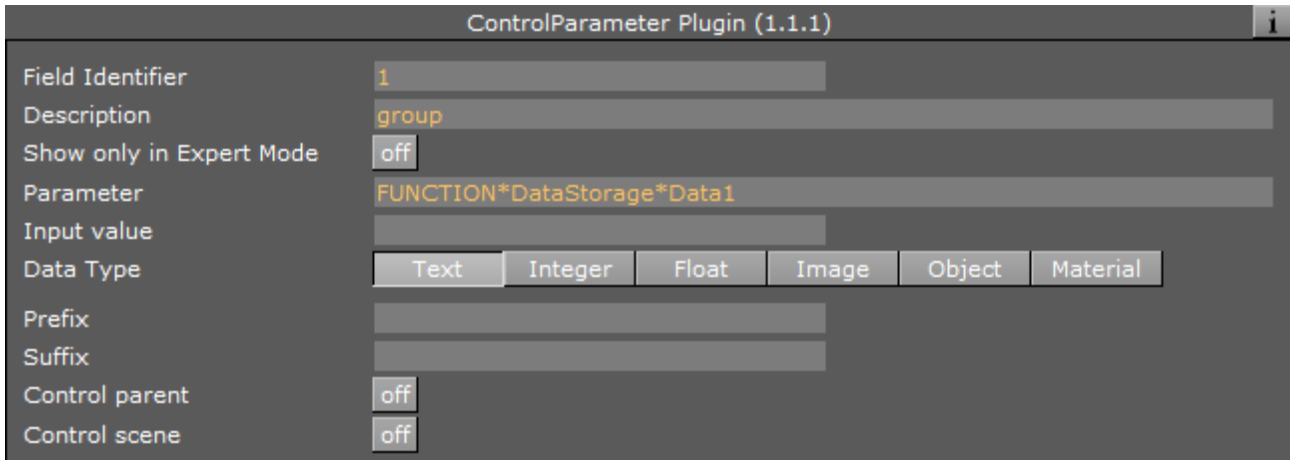 ControlParameter Plugin (1.1.1) i
Field Identifier 1
Description group
Show only in Expert Mode off
Parameter FUNCTION*DataStorage*Data1
Input value
Data Type Text Integer Float Image Object Material
Prefix
Suffix
Control parent off
Control scene off